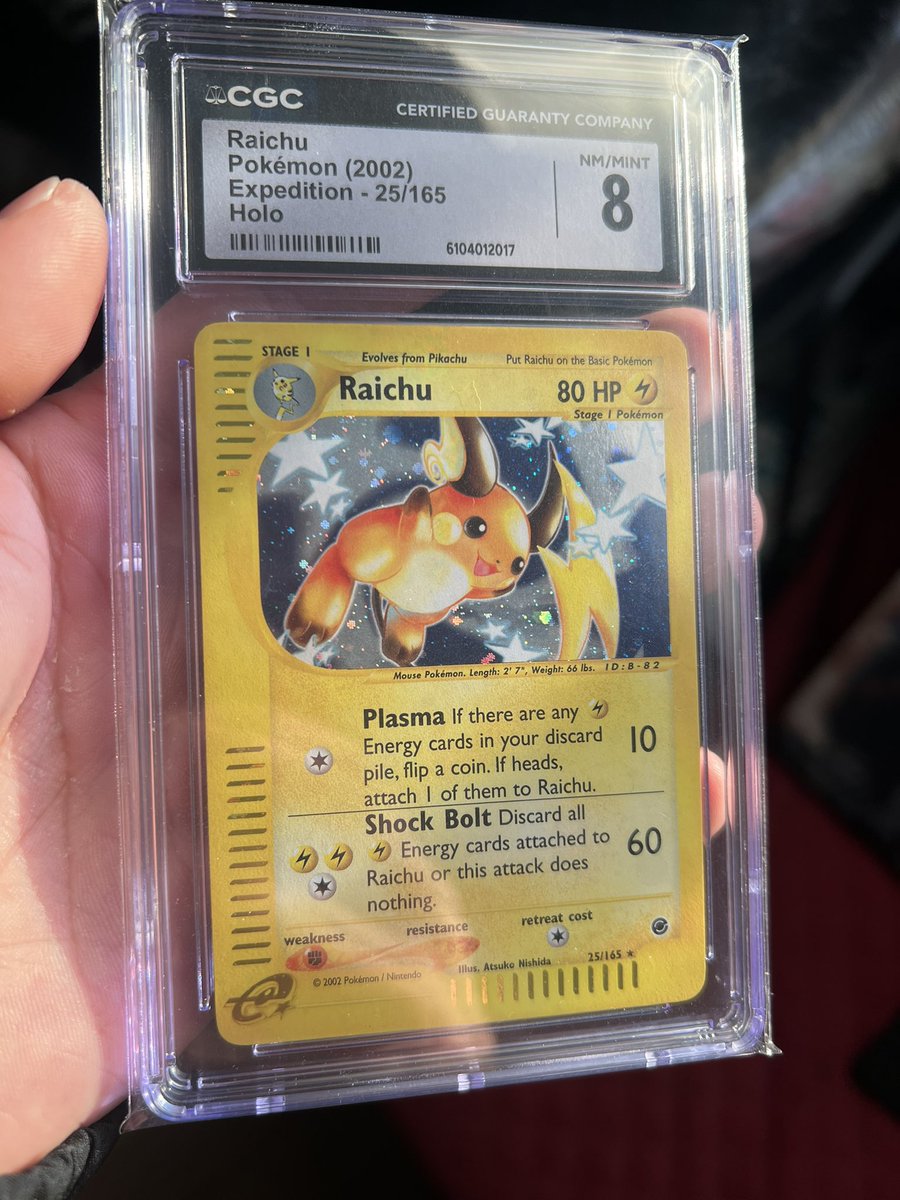 CGC
CERTIFIED GUARANTY COMPANY
Raichu
Pokémon (2002)
Expedition - 25/165
Holo
NM/MINT
8
6104012017
STAGE 1
Evolves from Pikachu
Put Raichu on the Basic Pokémon
Raichu
80 HP
Stage 1 Pokémon
Mouse Pokémon. Length: 2' 7", Weight: 66 lbs. ID:B-82
Plasma If there are any
Energy cards in your discard
pile, flip a coin. If heads,
attach 1 of them to Raichu.
10
Shock Bolt Discard all
Energy cards attached to
Raichu or this attack does
nothing.
60
weakness
resistance
retreat cost
Illus. Atsuko Nishida
25/165 ★
© 2002 Pokémon / Nintendo
e